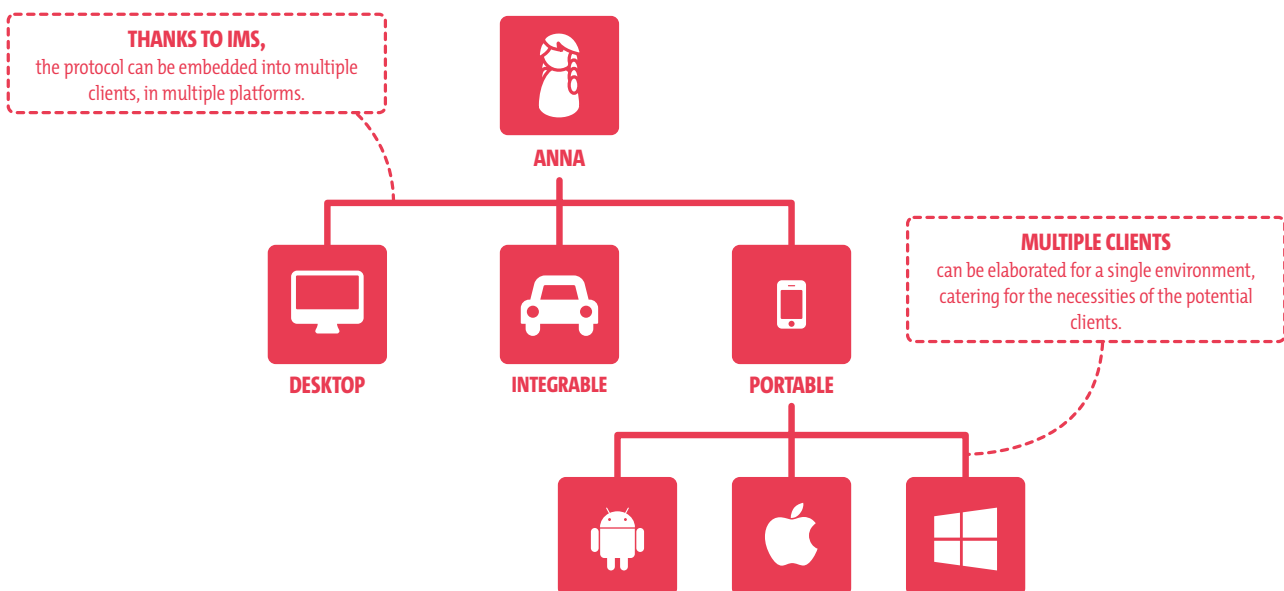 THANKS TO IMS,
the protocol can be embedded into multiple
clients, in multiple platforms.
ANNA
MULTIPLE CLIENTS
can be elaborated for a single environment,
catering for the necessities of the potential
clients.
DESKTOP
INTEGRABLE
PORTABLE